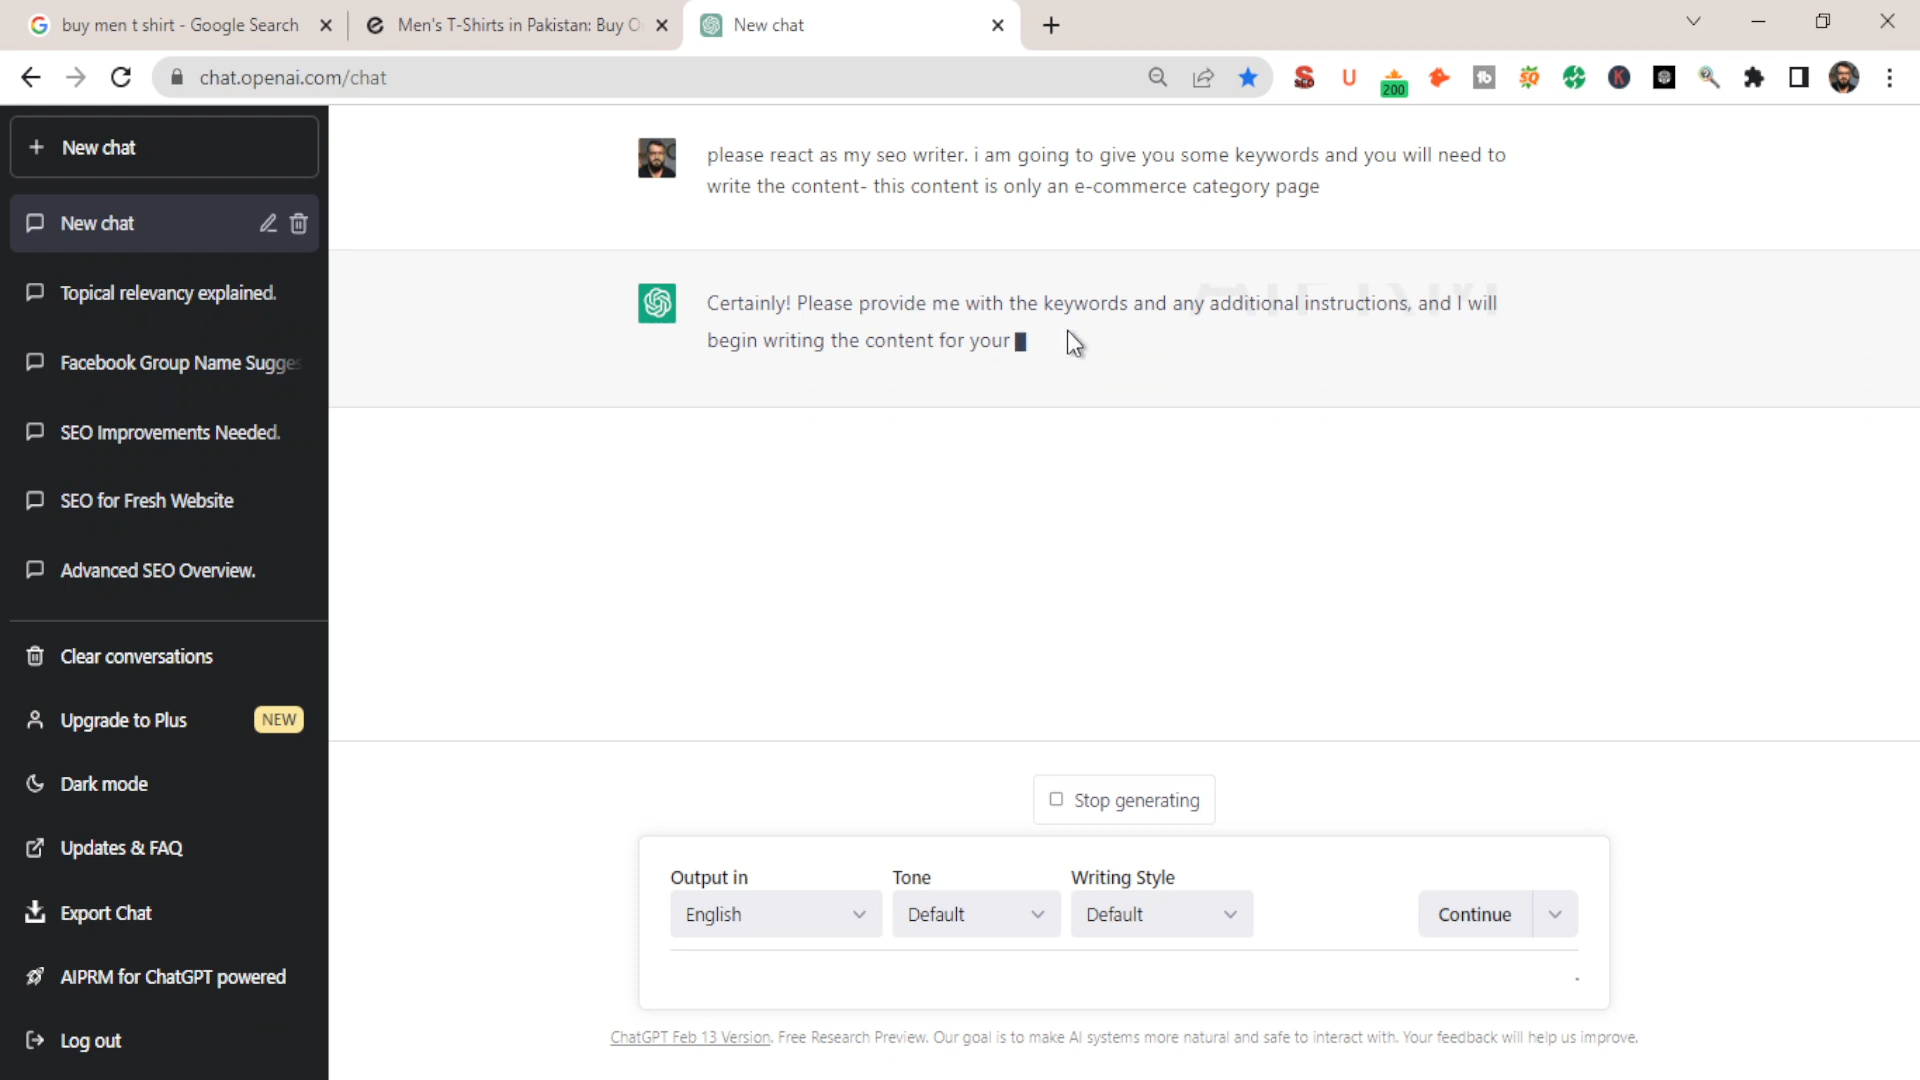 buy men t shirt - Google Search
Men's T-Shirts in Pakistan: Buy O
New chat
chat.openai.com/chat
200
New chat
New chat
Topical relevancy explained.
Facebook Group Name Sugges
SEO Improvements Needed.
SEO for Fresh Website
Advanced SEO Overview.
Clear conversations
Upgrade to Plus NEW
Dark mode
Updates & FAQ
Export Chat
AIPRM for ChatGPT powered
Log out
please react as my seo writer. i am going to give you some keywords and you will need to
write the content- this content is only an e-commerce category page
Certainly! Please provide me with the keywords and any additional instructions, and I will
begin writing the content for your
Stop generating
Output in Tone Writing Style
English Default Default Continue
ChatGPT Feb 13 Version. Free Research Preview. Our goal is to make AI systems more natural and safe to interact with. Your feedback will help us improve.